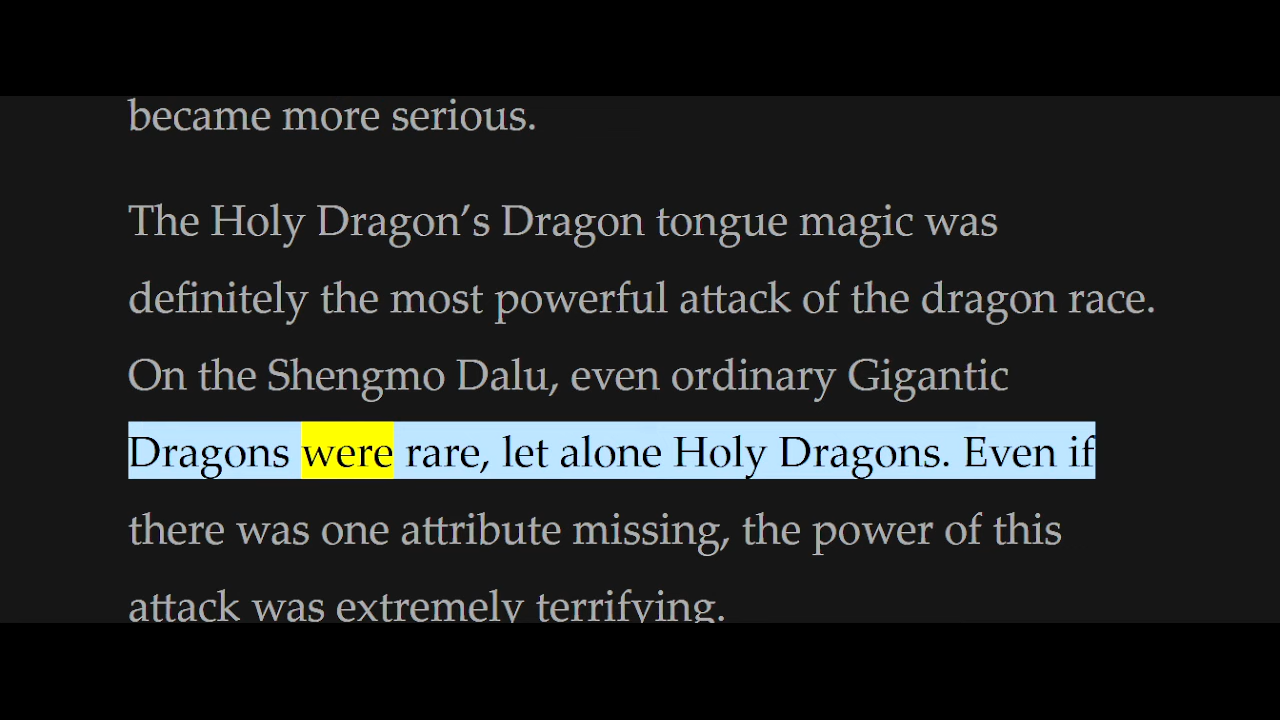 became more serious.
The Holy Dragon’s Dragon tongue magic was
definitely the most powerful attack of the dragon race.
On the Shengmo Dalu, even ordinary Gigantic
Dragons were rare, let alone Holy Dragons. Even if
there was one attribute missing, the power of this
attack was extremely terrifying.